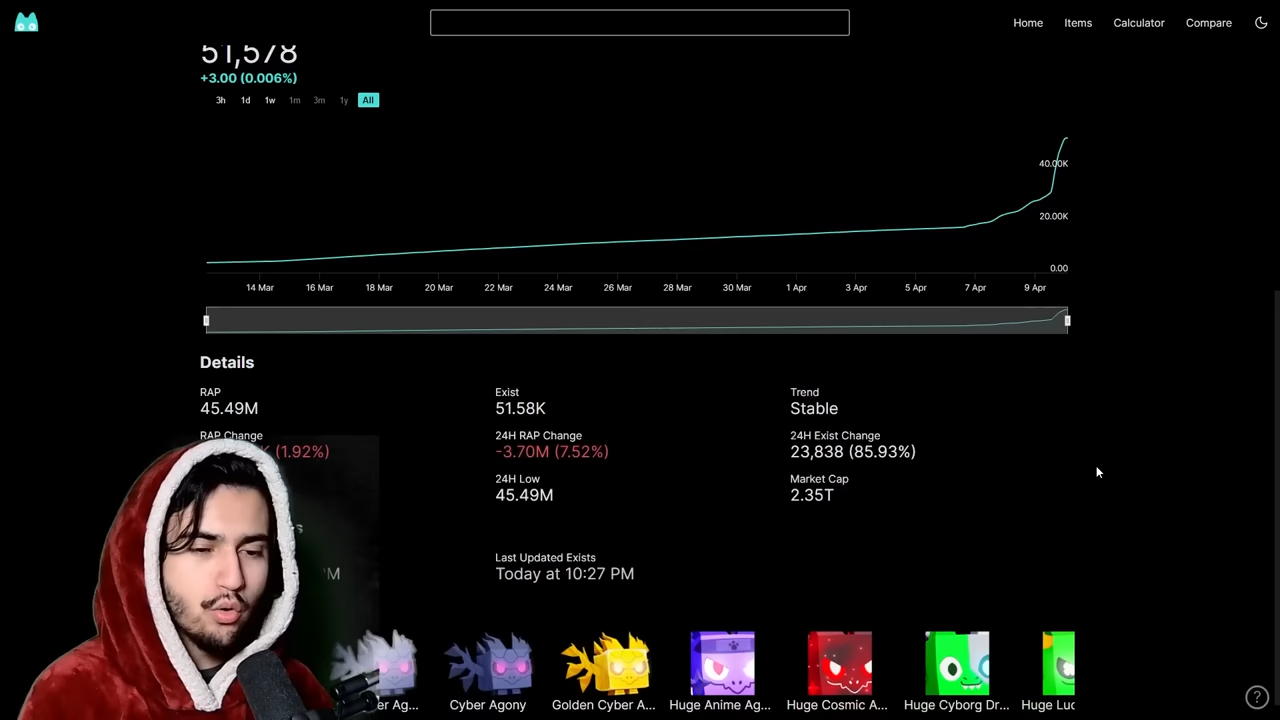 Home Items Calculator Compare
51,578
+3.00 (0.006%)
3h 1d 1w 1m 3m 1y All
40.00K
20.00K
0.00
14 Mar 16 Mar 18 Mar 20 Mar 22 Mar 24 Mar 26 Mar 28 Mar 30 Mar 1 Apr 3 Apr 5 Apr 7 Apr 9 Apr
Details
RAP Exist Trend
45.49M 51.58K Stable
RAP Change 24H RAP Change 24H Exist Change
(1.92%) -3.70M (7.52%) 23,838 (85.93%)
24H Low Market Cap
45.49M 2.35T
Last Updated Exists
Today at 10:27 PM
Cyber Agony Golden Cyber A... Huge Anime Ag... Huge Cosmic A... Huge Cyborg Dr... Huge Luc
?